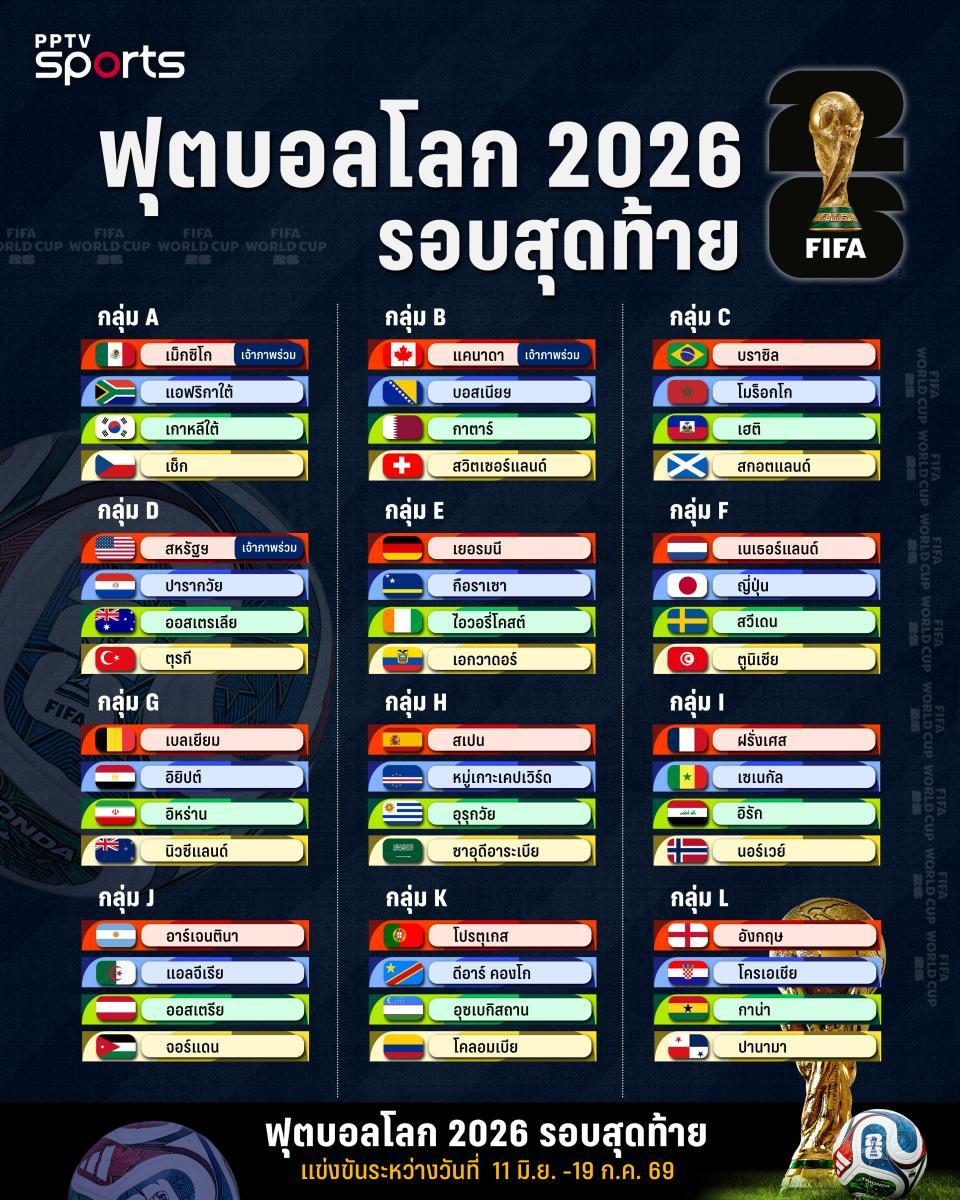 PPTV
sports
ฟุตบอลโลก 2026
รอบสุดท้าย
FIFA
FIFA WORLD CUP
FIFA WORLD CUP
FIFA WORLD CUP
FIFA WORLD CUP
กลุ่ม A
เม็กซิโก เจ้าภาพร่วม
แอฟริกาใต้
เกาหลีใต้
เช็ก
กลุ่ม B
แคนาดา เจ้าภาพร่วม
บอสเนียฯ
กาตาร์
สวิตเซอร์แลนด์
กลุ่ม C
บราซิล
โมร็อกโก
เฮติ
สกอตแลนด์
กลุ่ม D
สหรัฐฯ เจ้าภาพร่วม
ปารากวัย
ออสเตรเลีย
ตุรกี
กลุ่ม E
เยอรมนี
คือราเซา
ไอวอรี่โคสต์
เอกวาดอร์
กลุ่ม F
เนเธอร์แลนด์
ญี่ปุ่น
สวีเดน
ตูนิเซีย
กลุ่ม G
เบลเยียม
อียิปต์
อิหร่าน
นิวซีแลนด์
กลุ่ม H
สเปน
หมู่เกาะเคปเวิร์ด
อุรุกวัย
ซาอุดีอาระเบีย
กลุ่ม I
ฝรั่งเศส
เซเนกัล
อิรัก
นอร์เวย์
กลุ่ม J
อาร์เจนตินา
แอลจีเรีย
ออสเตรีย
จอร์แดน
กลุ่ม K
โปรตุเกส
ดีอาร์ คองโก
อุซเบกิสถาน
โคลอมเบีย
กลุ่ม L
อังกฤษ
โครเอเชีย
กาน่า
ปานามา
ฟุตบอลโลก 2026 รอบสุดท้าย
แข่งขันระหว่างวันที่ 11 มิ.ย. -19 ก.ค. 69